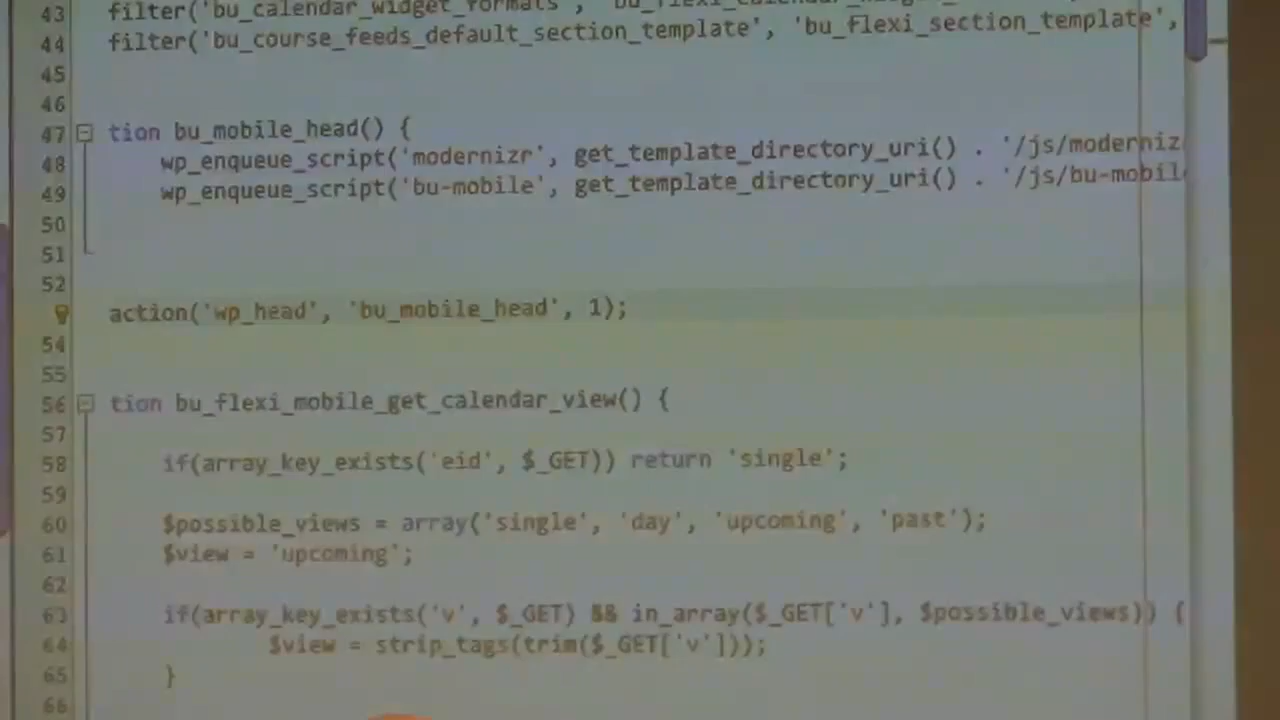 43 filter('bu_calendar_widget_formats',
44 filter('bu_course_feeds_default_section_template', 'bu_flexi_section_template',
45
46
47 tion bu_mobile_head() {
48 wp_enqueue_script('modernizr', get_template_directory_uri() . '/js/moderniz
49 wp_enqueue_script('bu-mobile', get_template_directory_uri() . '/js/bu-mobil
50
51
52
action('wp_head', 'bu_mobile_head', 1);
54
55
56 tion bu_flexi_mobile_get_calendar_view() {
57
58 if(array_key_exists('eid', $_GET)) return 'single';
59
60 $possible_views = array('single', 'day', 'upcoming', 'past');
61 $view = 'upcoming';
62
63 if(array_key_exists('v', $_GET) && in_array($_GET['v'], $possible_views)) {
64 $view = strip_tags(trim($_GET['v']));
65 }
66